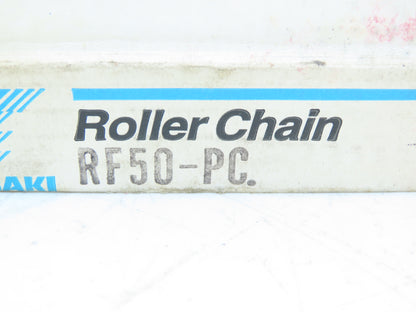 Roller Chain
RF50-PC.
AKI